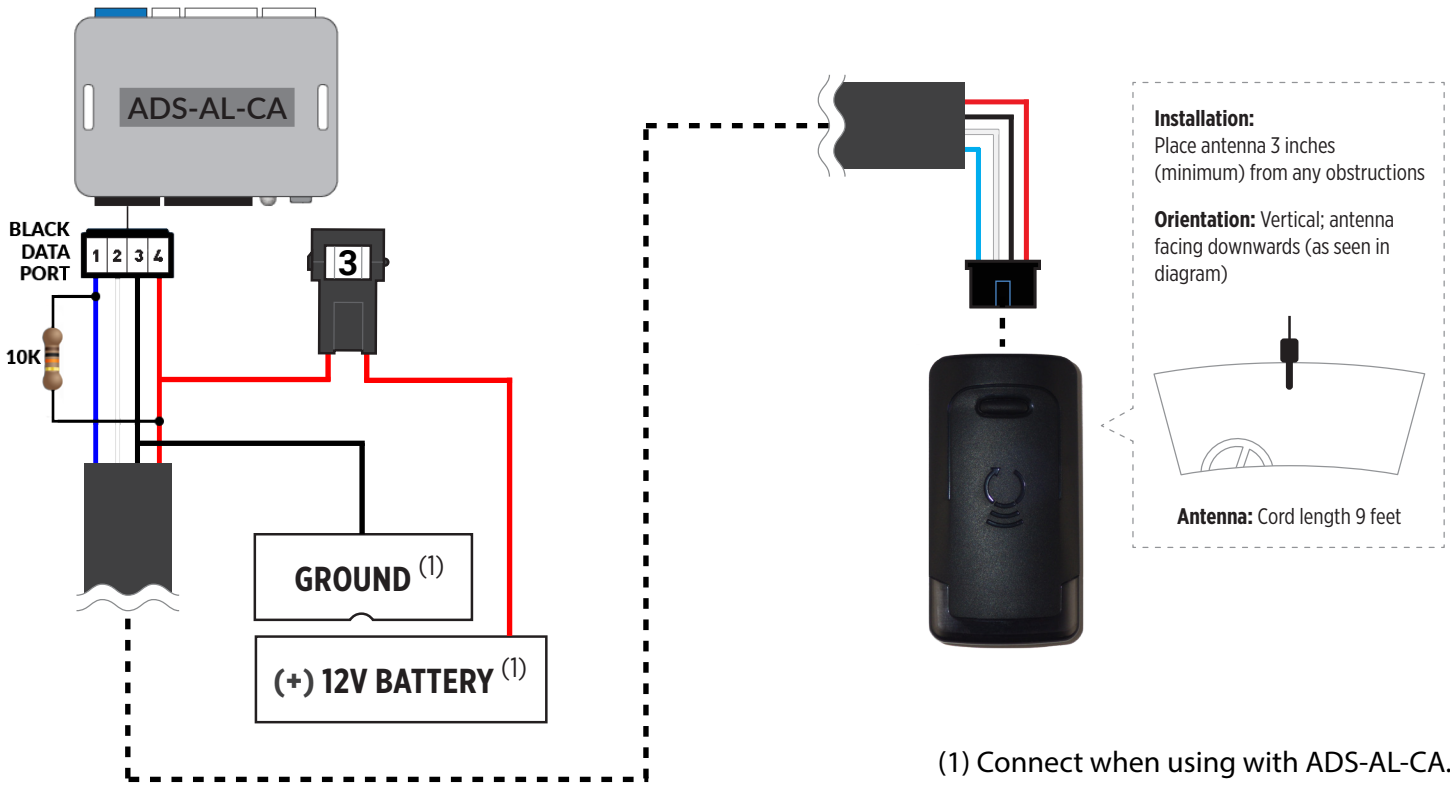 ADS-AL-CA
BLACK
DATA
PORT
1 2 3 4
3
10K
GROUND (1)
(+) 12V BATTERY (1)
Installation:
Place antenna 3 inches
(minimum) from any obstructions
Orientation: Vertical; antenna
facing downwards (as seen in
diagram)
Antenna: Cord length 9 feet
(1) Connect when using with ADS-AL-CA.